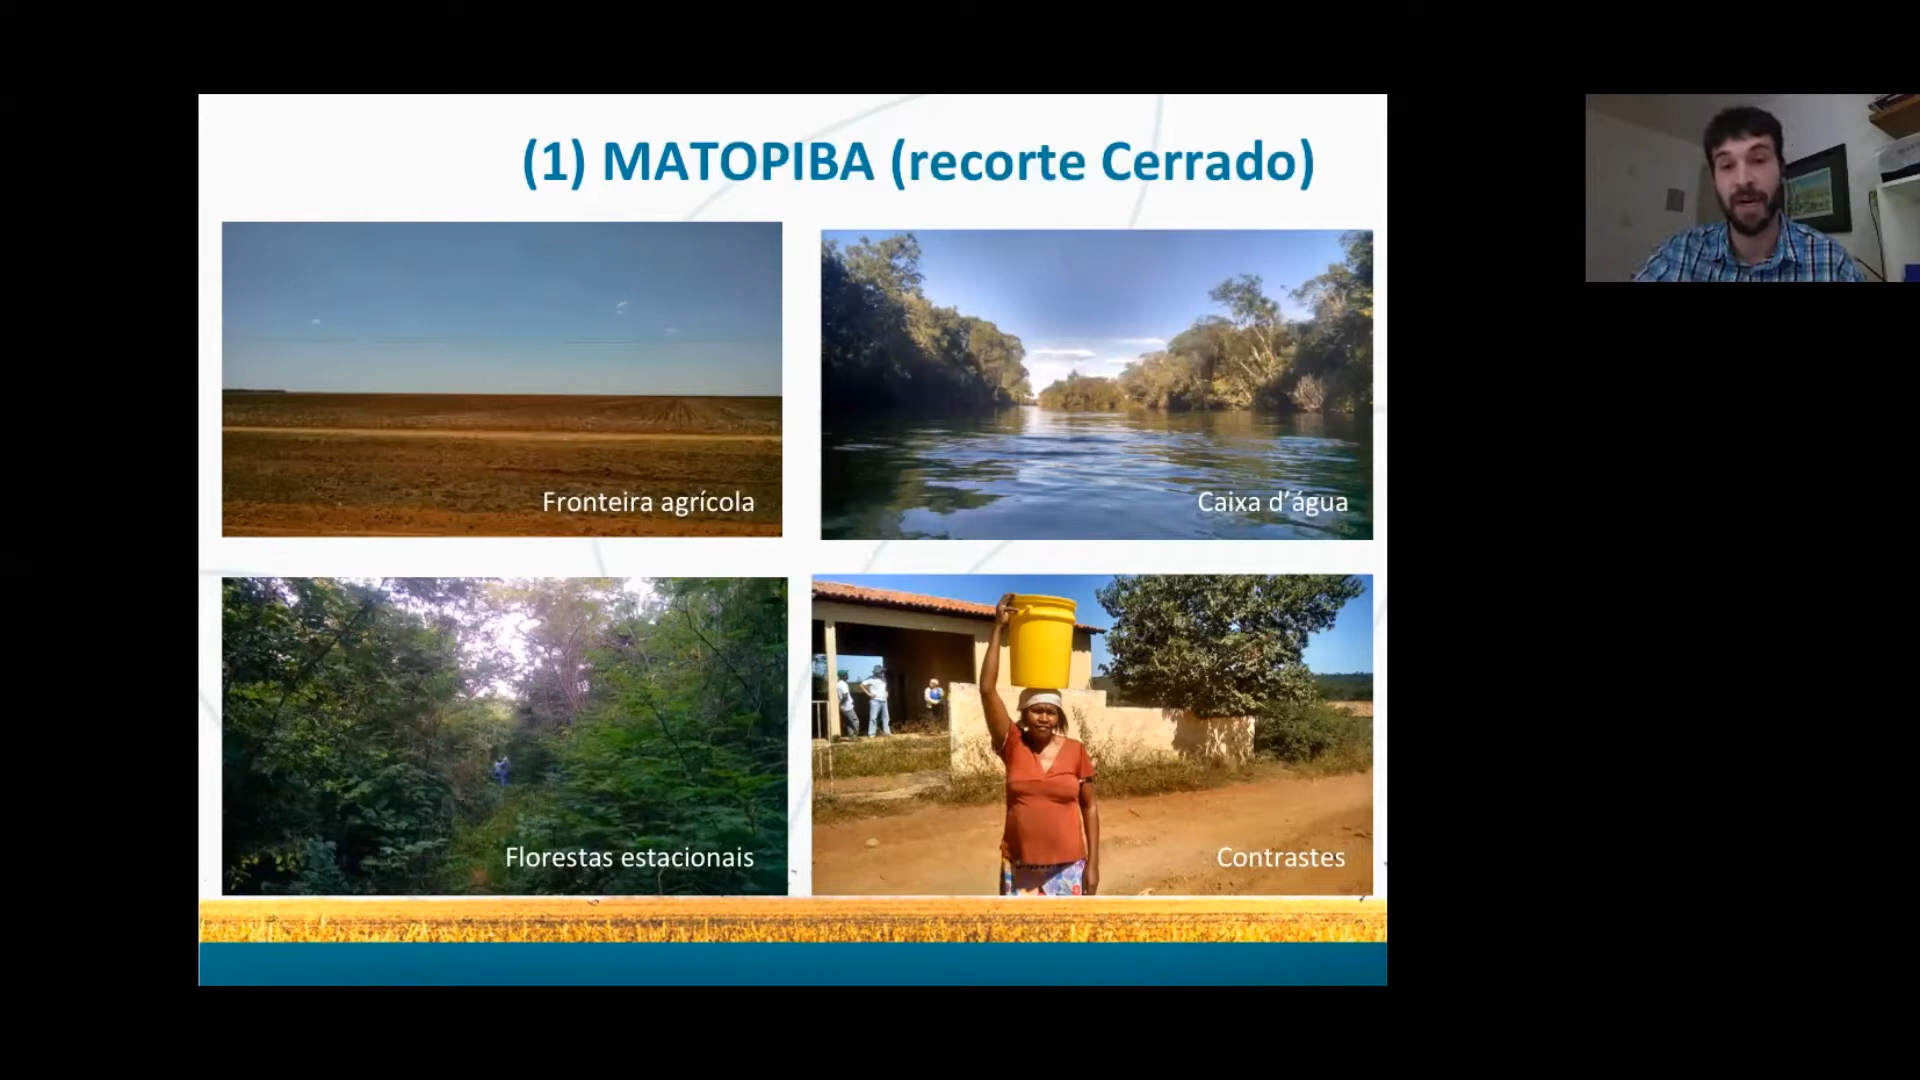 (1) MATOPIBA (recorte Cerrado)
Fronteira agrícola
Caixa d’água
Florestas estacionais
Contrastes